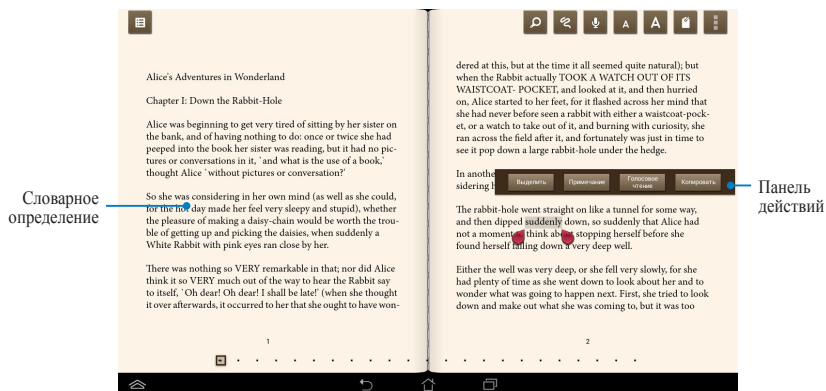 Alice's Adventures in Wonderland
Chapter I: Down the Rabbit-Hole
Alice was beginning to get very tired of sitting by her sister on
the bank, and of having nothing to do: once or twice she had
peeped into the book her sister was reading, but it had no pic-
tures or conversations in it, `and what is the use of a book,'
thought Alice `without pictures or conversation?'
So she was considering in her own mind (as well as she could,
for the hot day made her feel very sleepy and stupid), whether
the pleasure of making a daisy-chain would be worth the trou-
ble of getting up and picking the daisies, when suddenly a
White Rabbit with pink eyes ran close by her.
There was nothing so VERY remarkable in that; nor did Alice
think it so VERY much out of the way to hear the Rabbit say
to itself, `Oh dear! Oh dear! I shall be late!' (when she thought
it over afterwards, it occurred to her that she ought to have won-
1
Словарное
определение
A
A
dered at this, but at the time it all seemed quite natural); but
when the Rabbit actually TOOK A WATCH OUT OF ITS
WAISTCOAT- POCKET, and looked at it, and then hurried
on, Alice started to her feet, for it flashed across her mind that
she had never before seen a rabbit with either a waistcoat-pock-
et, or a watch to take out of it, and burning with curiosity, she
ran across the field after it, and fortunately was just in time to
see it pop down a large rabbit-hole under the hedge.
In anothe
sidering h
Выделить
Примечание
Голосовое
чтение
Копировать
The rabbit-hole went straight on like a tunnel for some way,
and then dipped suddenly down, so suddenly that Alice had
not a moment think about stopping herself before she
found herself falling down a very deep well.
Either the well was very deep, or she fell very slowly, for she
had plenty of time as she went down to look about her and to
wonder what was going to happen next. First, she tried to look
down and make out what she was coming to, but it was too
2
Панель
действий